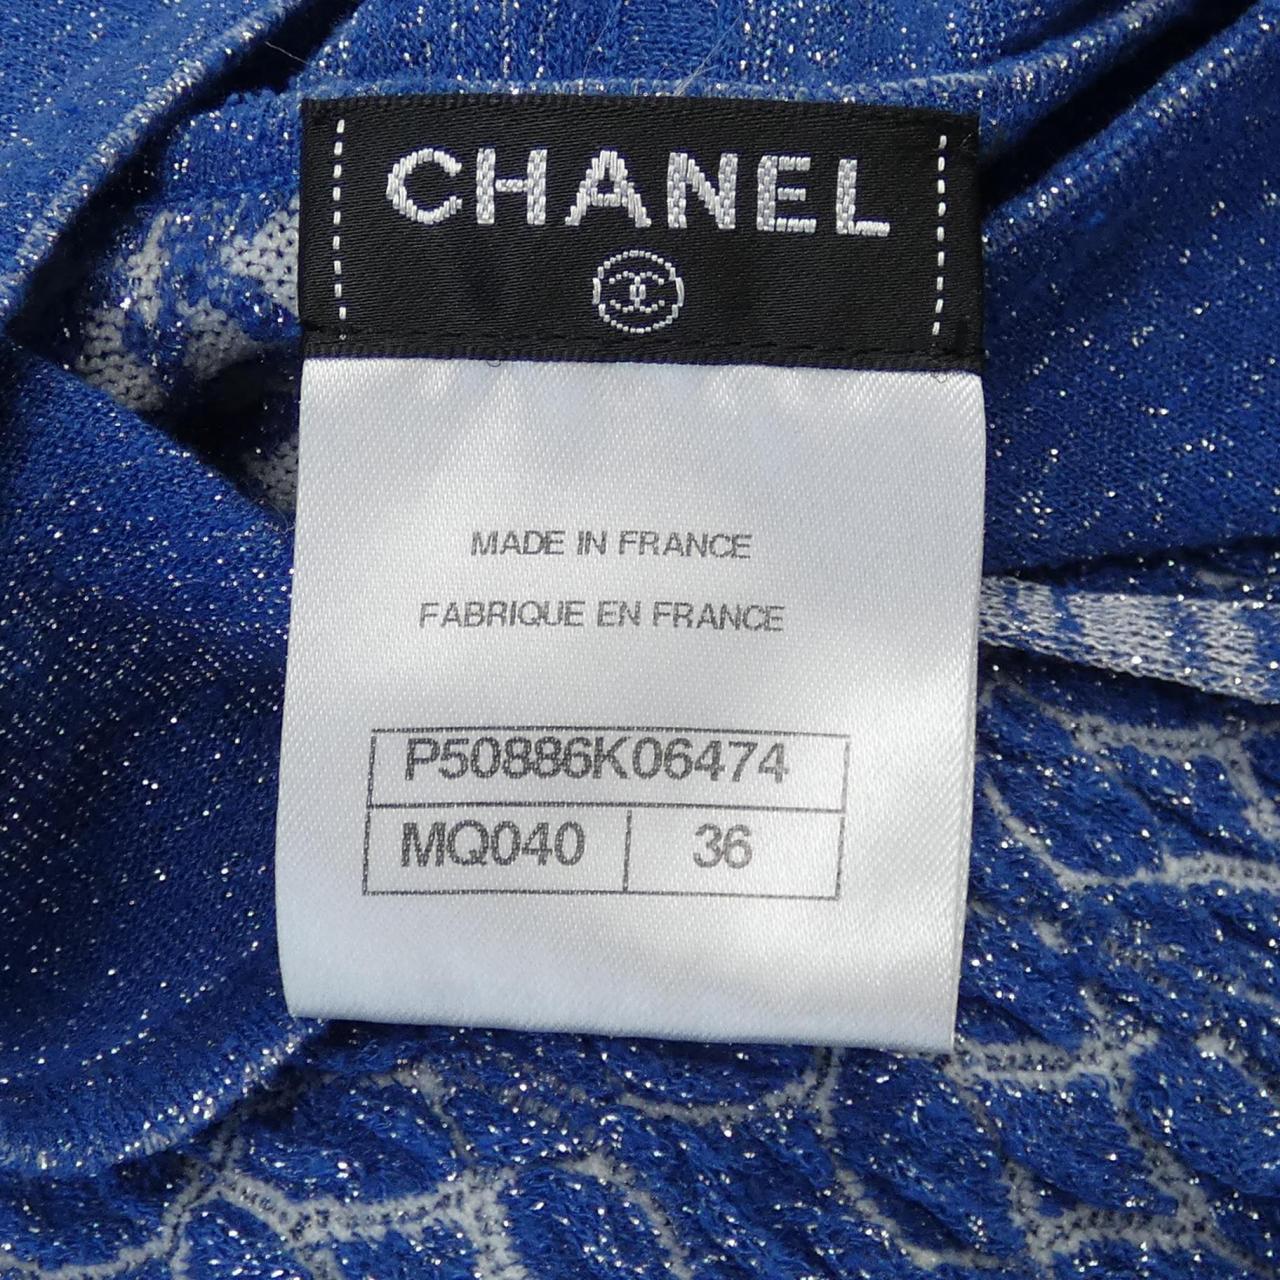 CHANEL
MADE IN FRANCE
FABRIQUE EN FRANCE
P50886K06474
MQ040 36